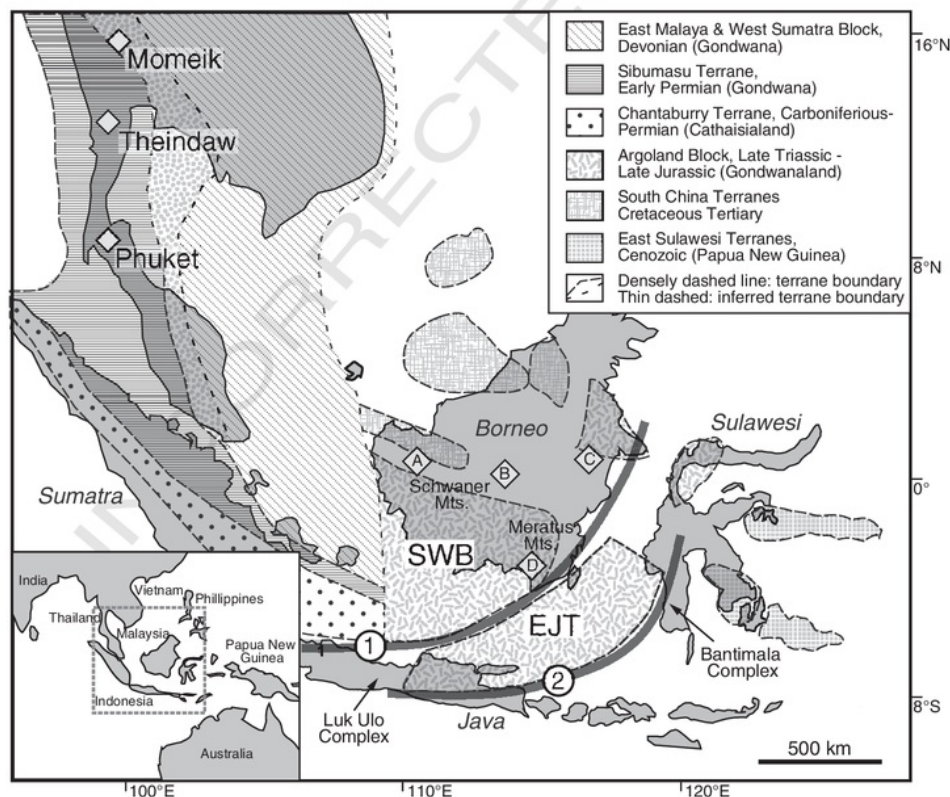 East Malaya & West Sumatra Block,
Devonian (Gondwana)
Sibumasu Terrane,
Early Permian (Gondwana)
Chantaburry Terrane, Carboniferious-
Permian (Cathaisialand)
Argoland Block, Late Triassic -
Late Jurassic (Gondwanaland)
South China Terranes
Cretaceous Tertiary
East Sulawesi Terranes,
Cenozoic (Papua New Guinea)
Densely dashed line: terrane boundary
Thin dashed: inferred terrane boundary
16°N
8°N
0°
8°S
Momeik
Theindaw
Phuket
Borneo
Sulawesi
A
B
C
Schwaner
Mts.
Sumatra
Meratus
Mts.
D
SWB
EJT
1
2
Bantimala
Complex
Luk Ulo
Complex
Java
500 km
India
Vietnam
Phillippines
Thailand
Malaysia
Papua New
Guinea
Indonesia
Australia
100°E
110°E
120°E